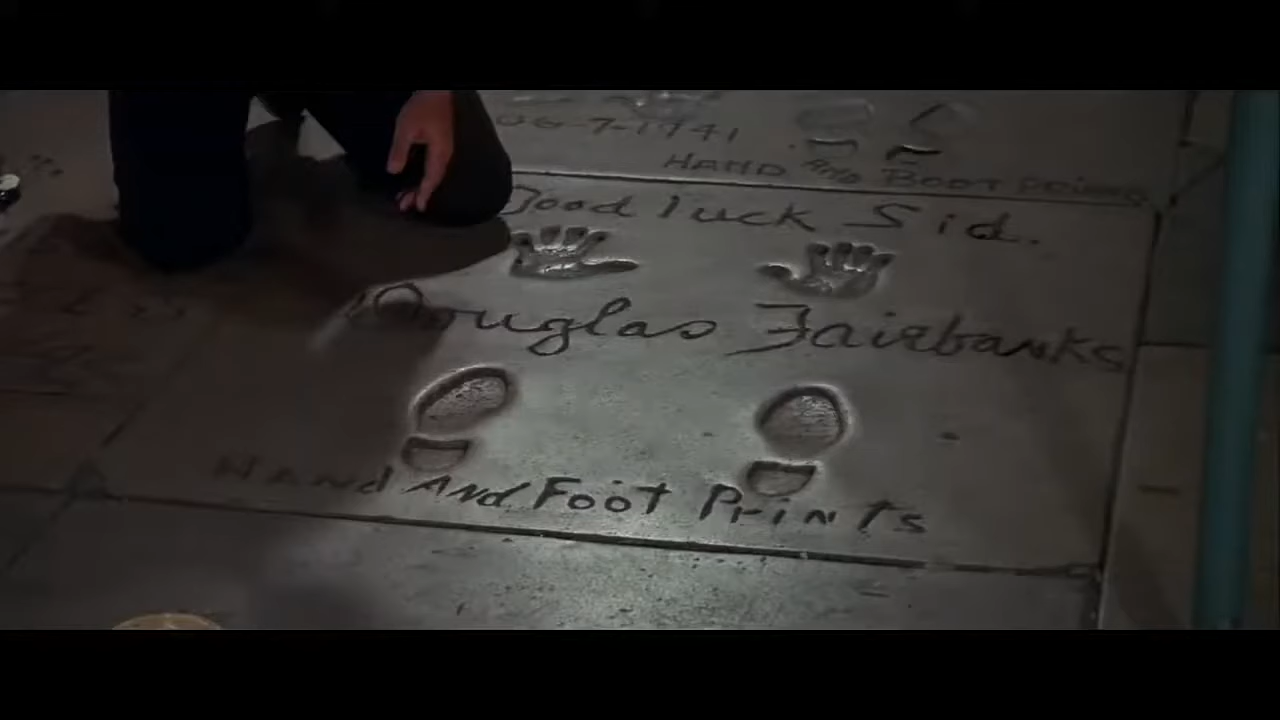 Hand And Boot Prints
Good luck Sid.
Douglas Fairbanks
Hand And Foot Prints